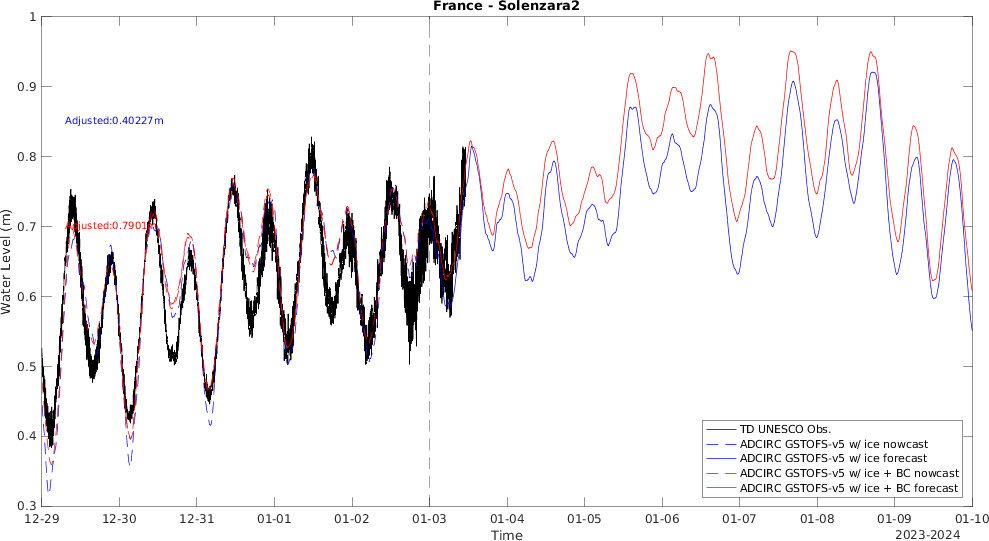 France - Solenzara2
Water Level (m)
1
0.9
0.8
0.7
0.6
0.5
0.4
0.3
Adjusted:0.40227m
Adjusted:0.7901
TD UNESCO Obs.
ADCIRC GSTOFS-v5 w/ ice nowcast
ADCIRC GSTOFS-v5 w/ ice forecast
ADCIRC GSTOFS-v5 w/ ice + BC nowcast
ADCIRC GSTOFS-v5 w/ ice + BC forecast
12-29 12-30 12-31 01-01 01-02 01-03 01-04 01-05 01-06 01-07 01-08 01-09 01-10
Time
2023-2024